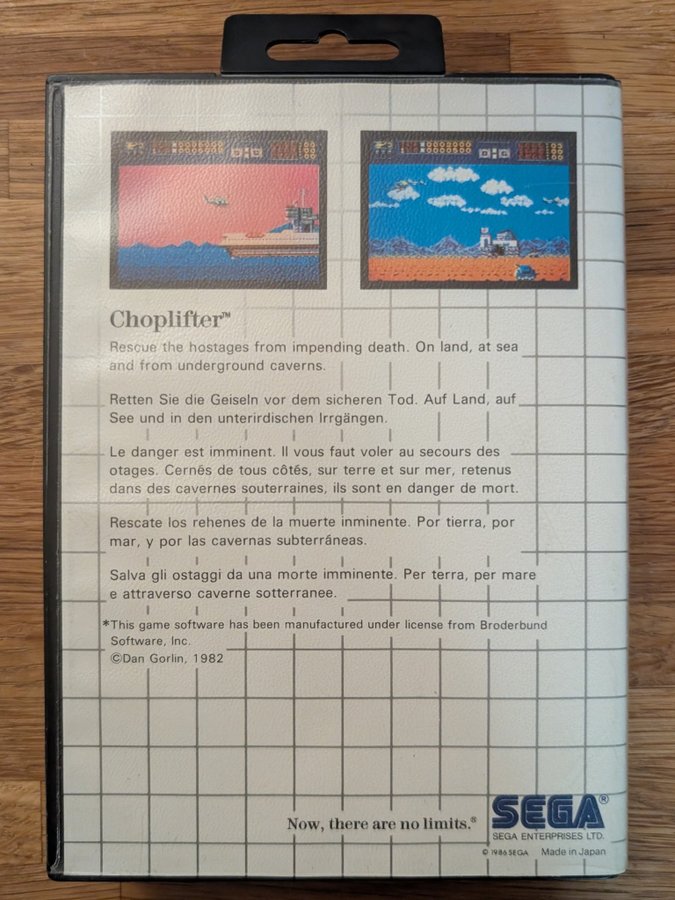 Choplifter™
Rescue the hostages from impending death. On land, at sea
and from underground caverns.
Retten Sie die Geiseln vor dem sicheren Tod. Auf Land, auf
See und in den unterirdischen Irrgängen.
Le danger est imminent. Il vous faut voler au secours des
otages. Cernés de tous côtés, sur terre et sur mer, retenus
dans des cavernes souterraines, ils sont en danger de mort.
Rescate los rehenes de la muerte inminente. Por tierra, por
mar, y por las cavernas subterráneas.
Salva gli ostaggi da una morte imminente. Per terra, per mare
e attraverso caverne sotterranee.
*This game software has been manufactured under license from Broderbund
Software, Inc.
©Dan Gorlin, 1982
Now, there are no limits.®
SEGA®
SEGA ENTERPRISES LTD.
© 1986 SEGA Made in Japan